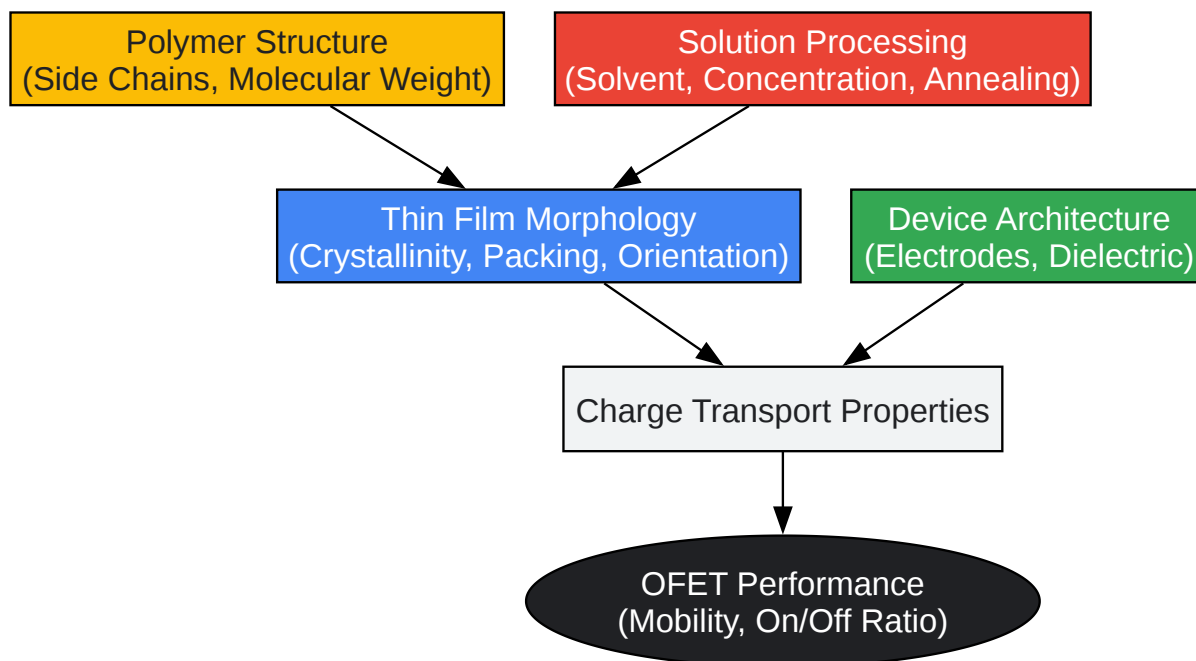 Polymer Structure
(Side Chains, Molecular Weight)
Solution Processing
(Solvent, Concentration, Annealing)
Thin Film Morphology
(Crystallinity, Packing, Orientation)
Device Architecture
(Electrodes, Dielectric)
Charge Transport Properties
OFET Performance
(Mobility, On/Off Ratio)